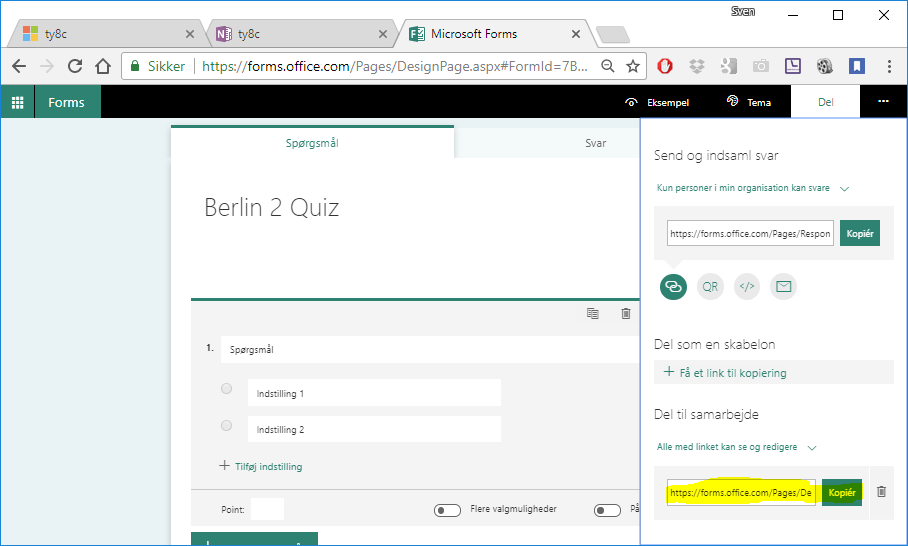 Sven
ty8c
ty8c
Microsoft Forms
Sikker
https://forms.office.com/Pages/DesignPage.aspx#FormId=7B...
Forms
Eksempel
Tema
Del
Spørgsmål
Svar
Berlin 2 Quiz
1.
Spørgsmål
Indstilling 1
Indstilling 2
Tilføj indstilling
Point:
Flere valgmuligheder
På
Send og indsaml svar
Kun personer i min organisation kan svare
https://forms.office.com/Pages/Respon
Kopiér
QR
</>
Del som en skabelon
Få et link til kopiering
Del til samarbejde
Alle med linket kan se og redigere
https://forms.office.com/Pages/De
Kopiér